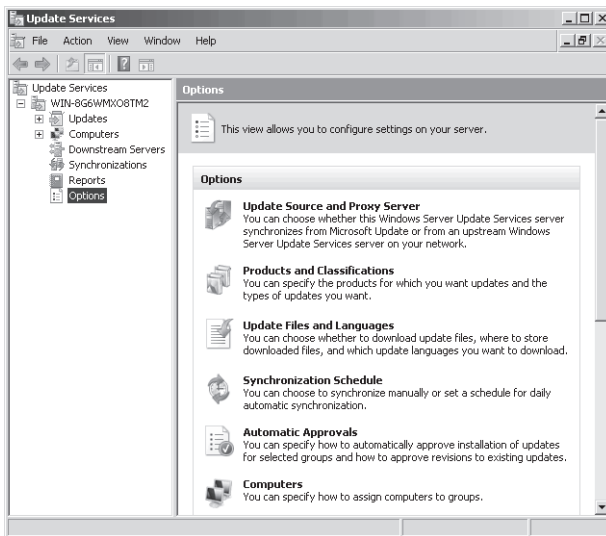 Update Services
File Action View Window Help
Update Services
WIN-8G6WMXO8TM2
Updates
Computers
Downstream Servers
Synchronizations
Reports
Options
Options
This view allows you to configure settings on your server.
Options
Update Source and Proxy Server
You can choose whether this Windows Server Update Services server
synchronizes from Microsoft Update or from an upstream Windows
Server Update Services server on your network.
Products and Classifications
You can specify the products for which you want updates and the
types of updates you want.
Update Files and Languages
You can choose whether to download update files, where to store
downloaded files, and which update languages you want to download.
Synchronization Schedule
You can choose to synchronize manually or set a schedule for daily
automatic synchronization.
Automatic Approvals
You can specify how to automatically approve installation of updates
for selected groups and how to approve revisions to existing updates.
Computers
You can specify how to assign computers to groups.